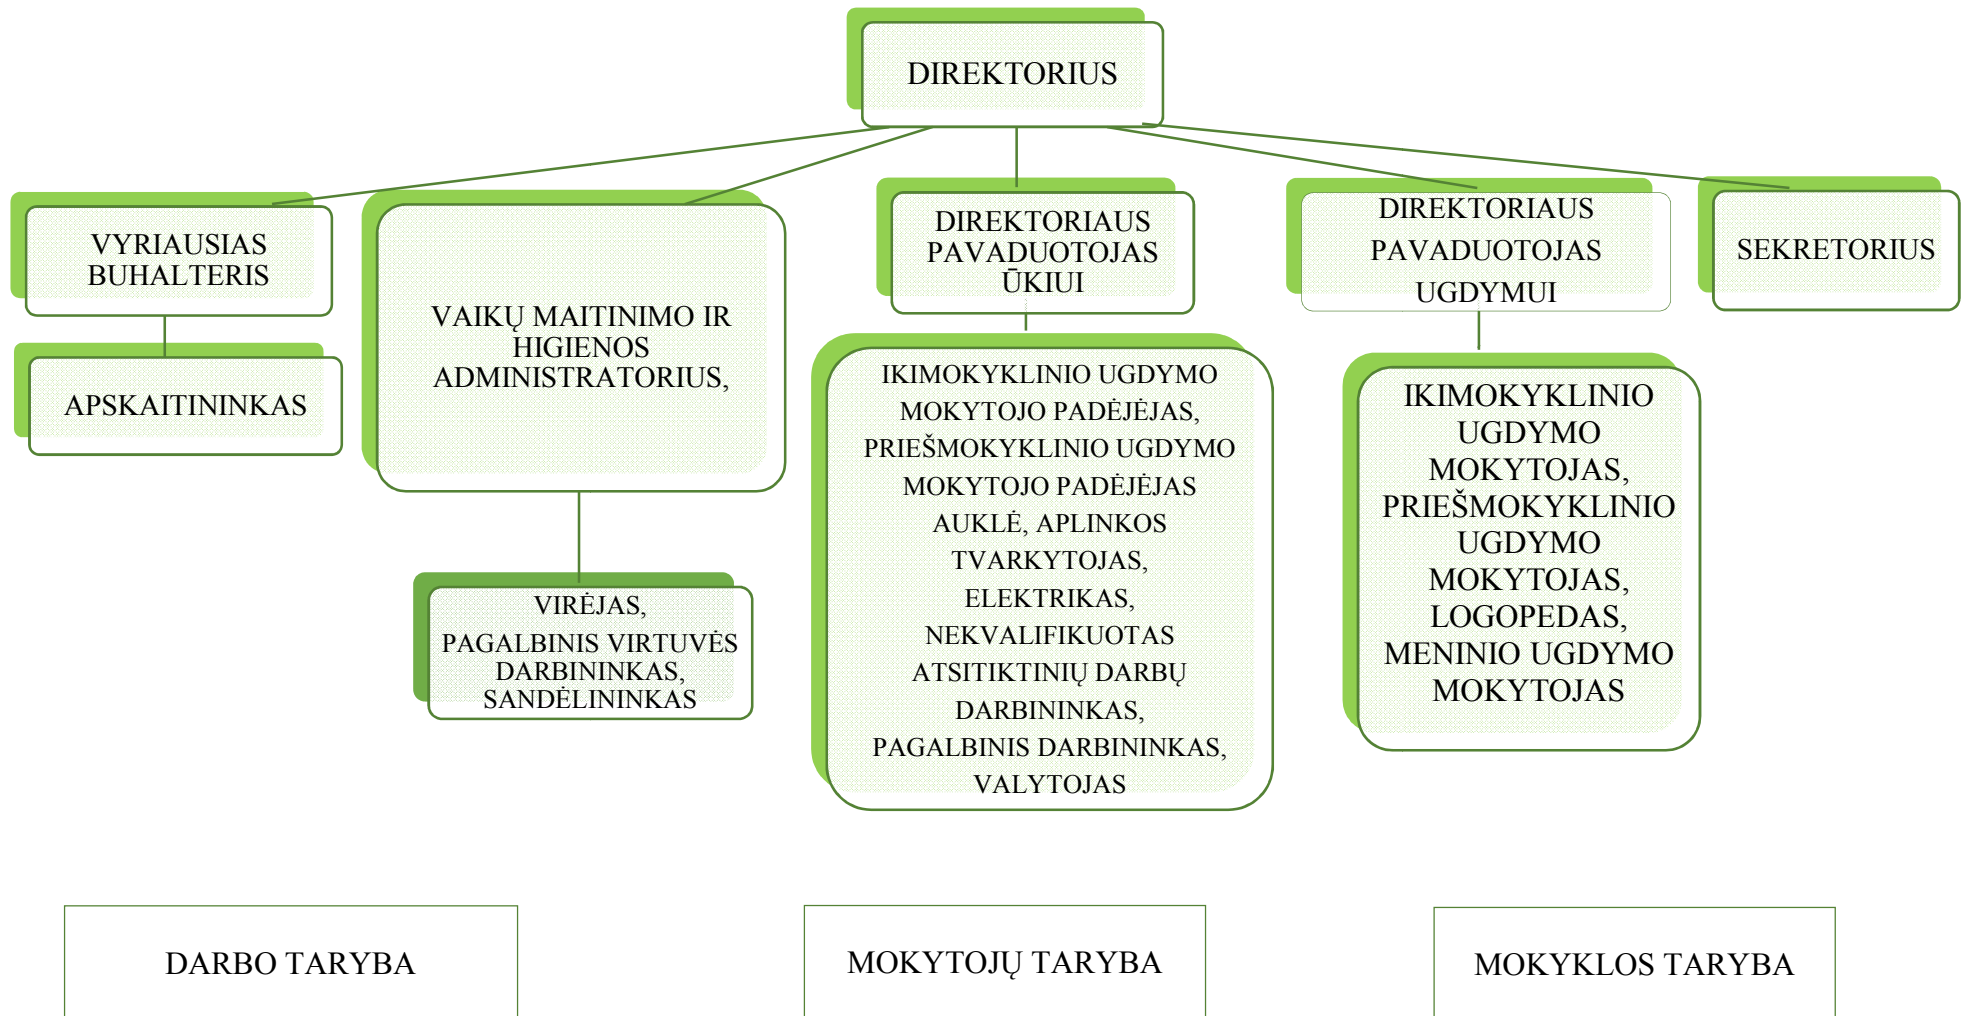 DIREKTORIUS
VYRIAUSIAS
BUHALTERIS
APSKAITININKAS
VAIKŲ MAITINIMO IR
HIGIENOS
ADMINISTRATORIUS,
VIRĖJAS,
PAGALBINIS VIRTUVĖS
DARBININKAS,
SANDĖLININKAS
DIREKTORIAUS
PAVADUOTOJAS
ŪKIUI
IKIMOKYKLINIO UGDYMO
MOKYTOJO PADĖJĖJAS,
PRIEŠMOKYKLINIO UGDYMO
MOKYTOJO PADĖJĖJAS
AUKLĖ, APLINKOS
TVARKYTOJAS,
ELEKTRIKAS,
NEKVALIFIKUOTAS
ATSITIKTINIŲ DARBŲ
DARBININKAS,
PAGALBINIS DARBININKAS,
VALYTOJAS
DIREKTORIAUS
PAVADUOTOJAS
UGDYMUI
IKIMOKYKLINIO
UGDYMO
MOKYTOJAS,
PRIEŠMOKYKLINIO
UGDYMO
MOKYTOJAS,
LOGOPEDAS,
MENINIO UGDYMO
MOKYTOJAS
SEKRETORIUS
DARBO TARYBA
MOKYTOJŲ TARYBA
MOKYKLOS TARYBA